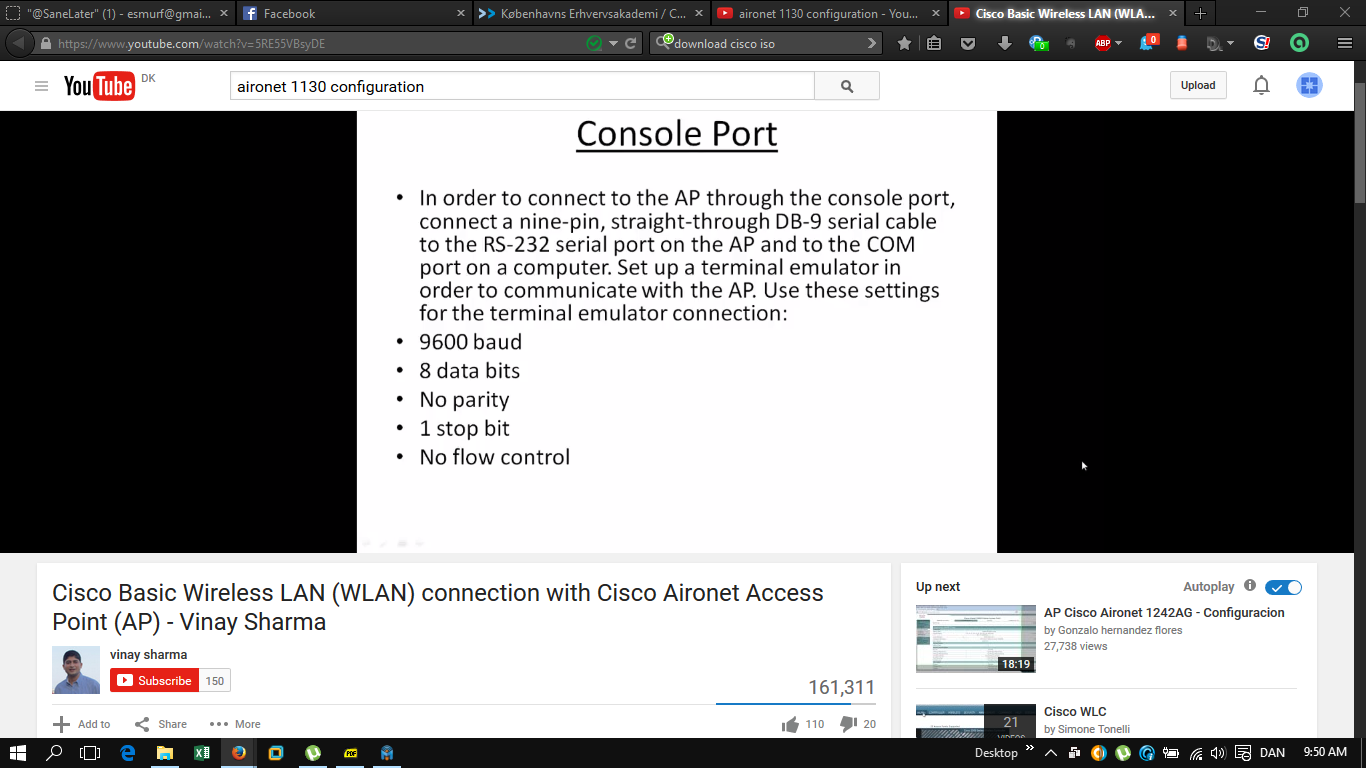 "@SaneLater" (1) - esmurf@gmai...
Facebook
Københavns Erhvervsakademi / C...
aironet 1130 configuration - You...
Cisco Basic Wireless LAN (WLA...
https://www.youtube.com/watch?v=5RE55VBsyDE
download cisco iso
ABP
0
0
YouTube
DK
aironet 1130 configuration
Upload
Console Port
• In order to connect to the AP through the console port,
connect a nine-pin, straight-through DB-9 serial cable
to the RS-232 serial port on the AP and to the COM
port on a computer. Set up a terminal emulator in
order to communicate with the AP. Use these settings
for the terminal emulator connection:
• 9600 baud
• 8 data bits
• No parity
• 1 stop bit
• No flow control
Cisco Basic Wireless LAN (WLAN) connection with Cisco Aironet Access
Point (AP) - Vinay Sharma
vinay sharma
Subscribe 150
161,311
Add to
Share
More
110
20
Up next
Autoplay
AP Cisco Aironet 1242AG - Configuracion
by Gonzalo hernandez flores
27,738 views
18:19
Cisco WLC
by Simone Tonelli
21
VIDEOS
Desktop
DAN
9:50 AM